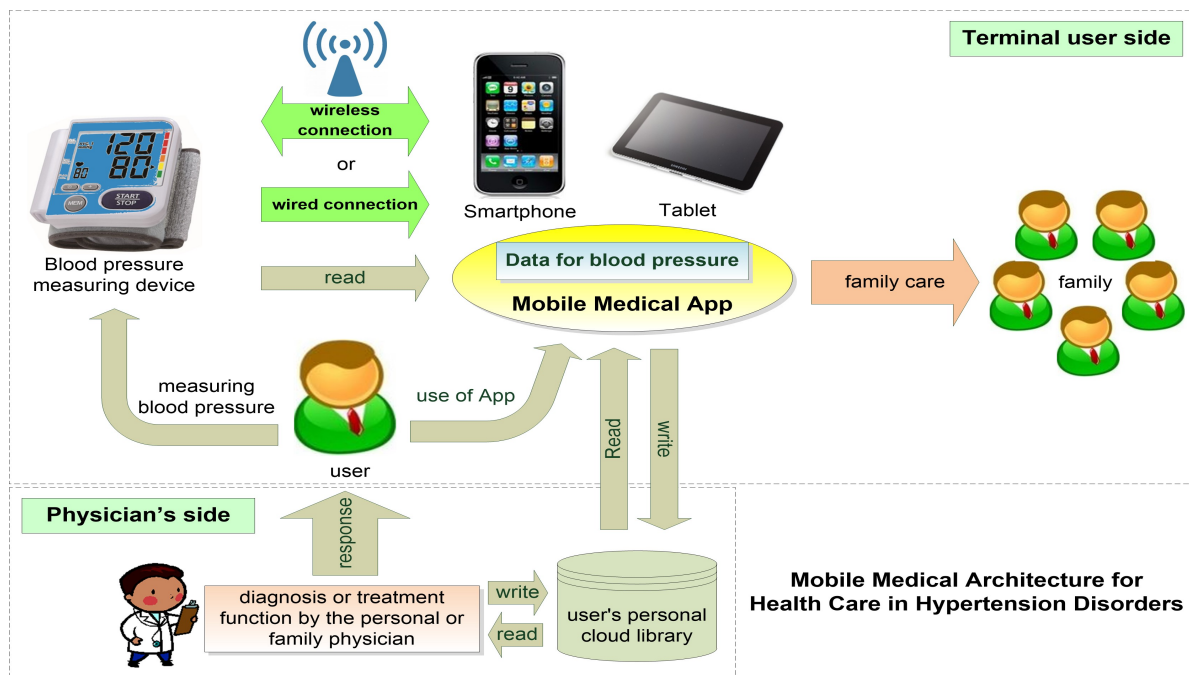 Terminal user side
wireless
connection
or
wired connection
120
80
80
START
STOP
MEM
Smartphone
Tablet
Blood pressure
measuring device
read
Data for blood pressure
Mobile Medical App
family care
family
measuring
blood pressure
use of App
user
Read
write
Physician's side
response
diagnosis or treatment
function by the personal or
family physician
write
read
user's personal
cloud library
Mobile Medical Architecture for
Health Care in Hypertension Disorders